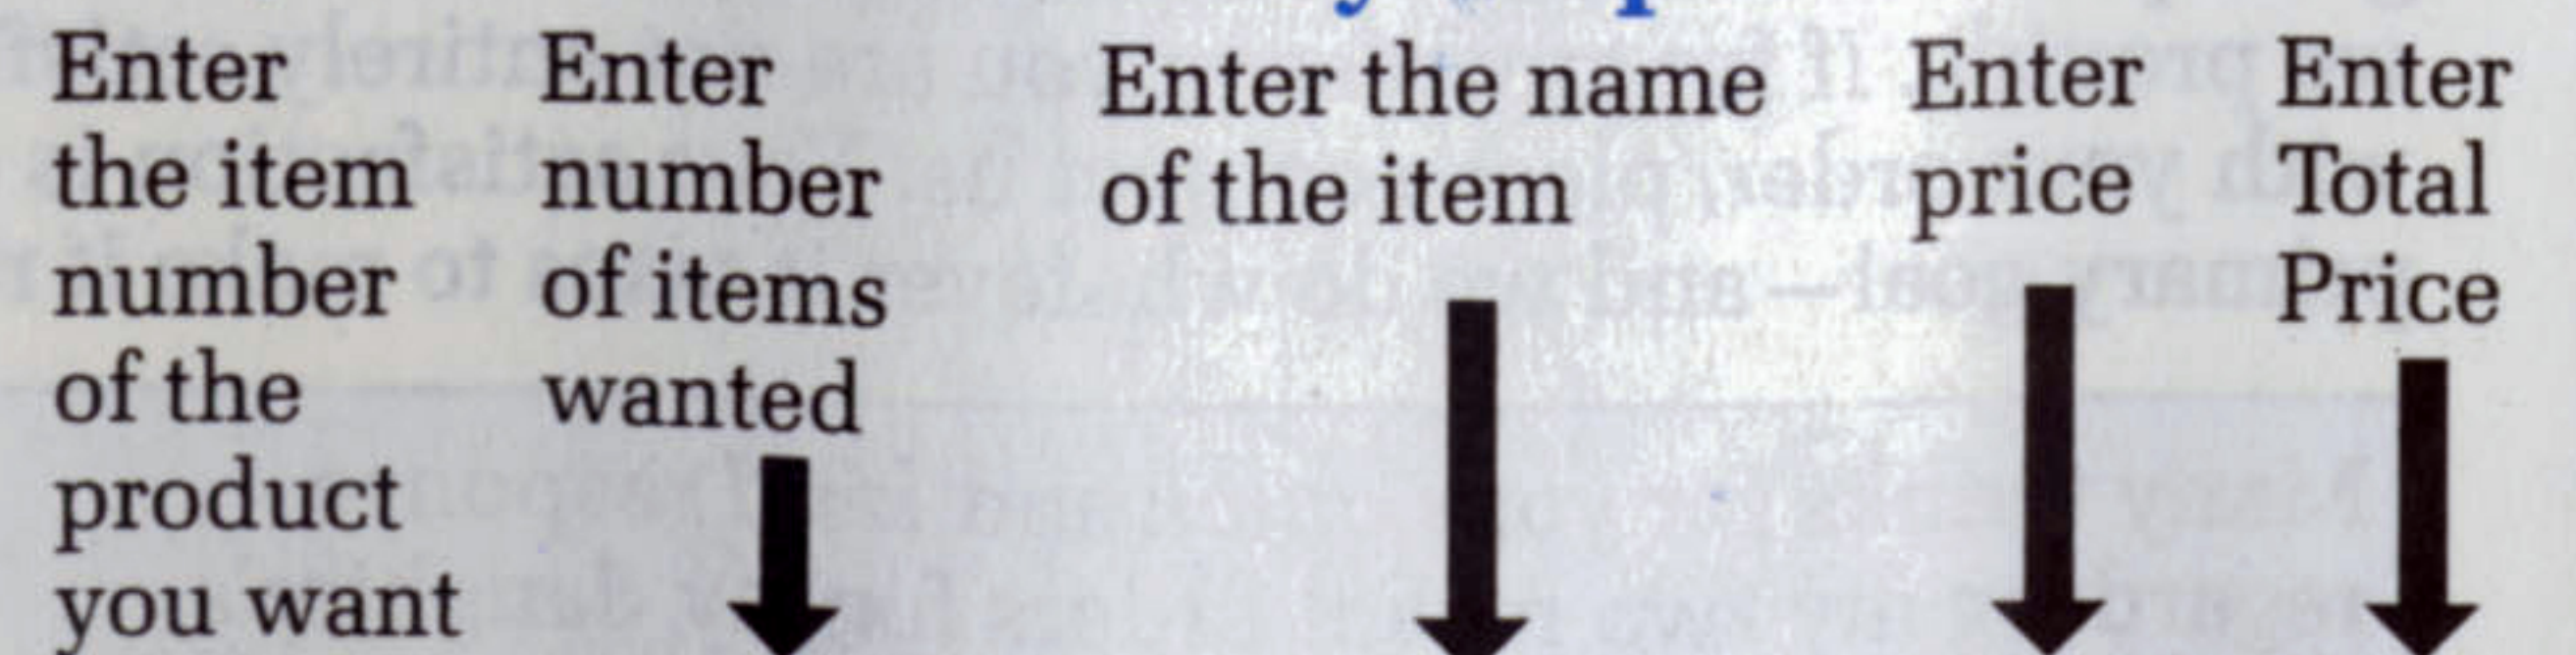 Enter
the item
number
of the
product
you want
Enter
number
of items
wanted
Enter the name
of the item
Enter
price
Enter
Total
Price